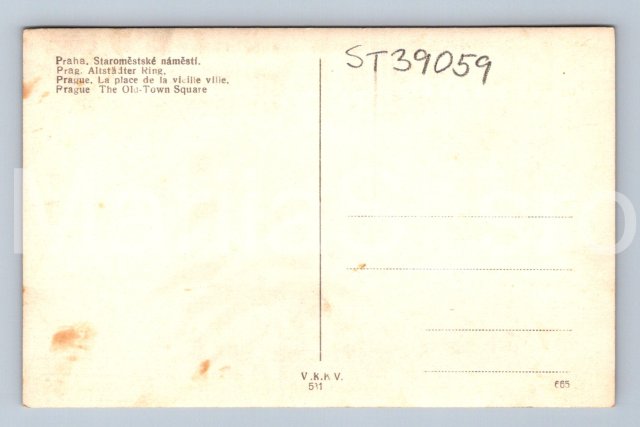 Praha. Staroměstské náměstí.
Prag. Altstädter Ring.
Prague. La place de la vieille ville.
Prague The Old-Town Square
ST39059
V.K.K V.
511
665